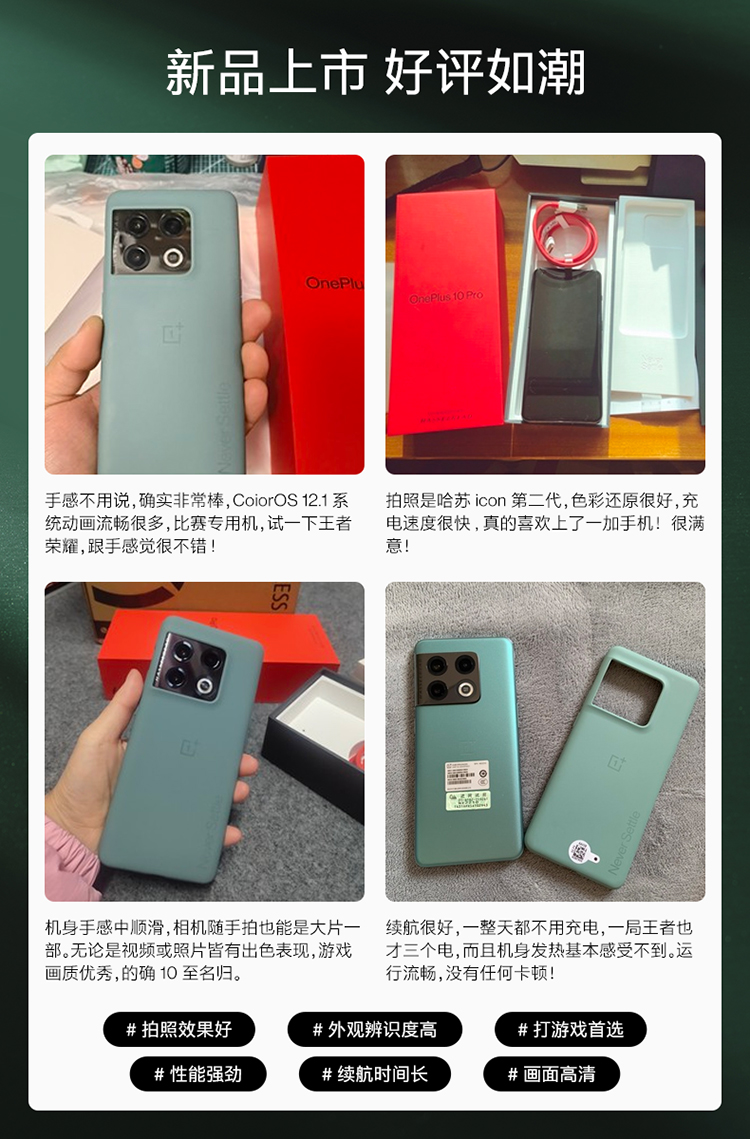 新品上市 好评如潮
OnePlu
OnePlus 10 Pro
Never Settle
手感不用说,确实非常棒,CoiorOS 12.1 系
统动画流畅很多,比赛专用机,试一下王者
荣耀,跟手感觉很不错!
拍照是哈苏 icon 第二代,色彩还原很好,充
电速度很快,真的喜欢上了一加手机!很满
意!
ESS
Never Settle
机身手感中顺滑,相机随手拍也能是大片一
部。无论是视频或照片皆有出色表现,游戏
画质优秀,的确 10 至名归。
续航很好,一整天都不用充电,一局王者也
才三个电,而且机身发热基本感受不到。运
行流畅,没有任何卡顿!
# 拍照效果好
# 外观辨识度高
# 打游戏首选
# 性能强劲
# 续航时间长
# 画面高清